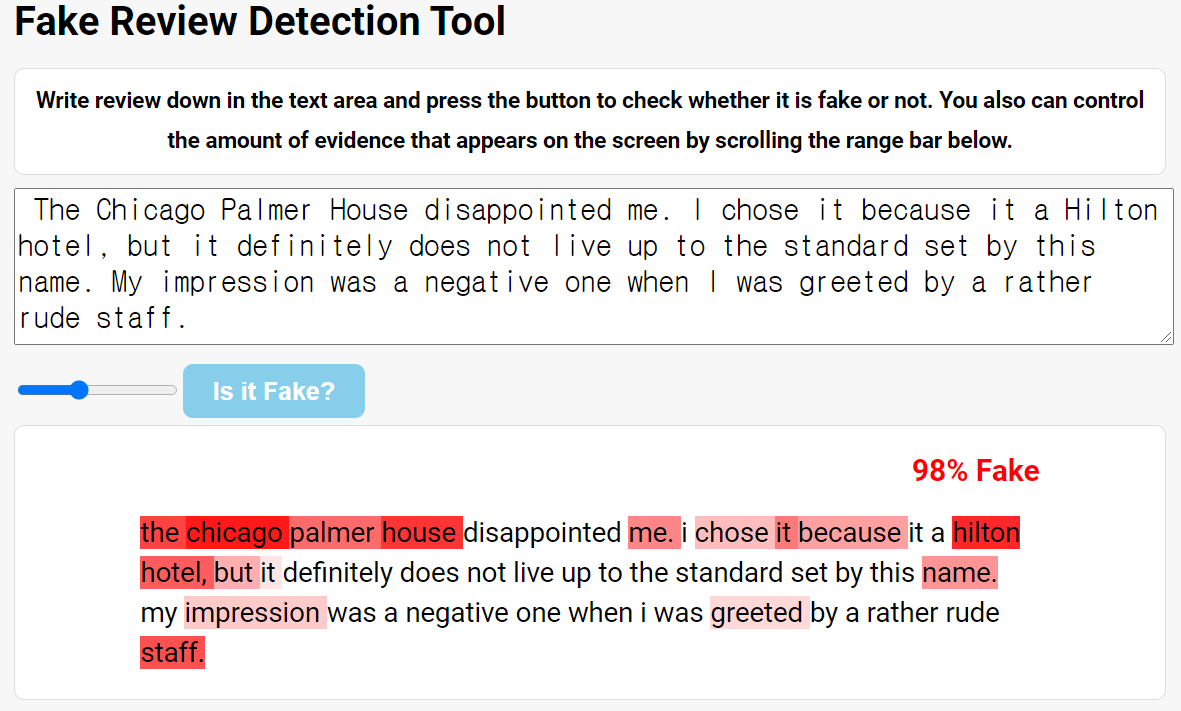 Fake Review Detection Tool
Write review down in the text area and press the button to check whether it is fake or not. You also can control
the amount of evidence that appears on the screen by scrolling the range bar below.
The Chicago Palmer House disappointed me. I chose it because it a Hilton
hotel, but it definitely does not live up to the standard set by this
name. My impression was a negative one when I was greeted by a rather
rude staff.
Is it Fake?
98% Fake
the chicago palmer house disappointed me. i chose it because it a hilton
hotel, but it definitely does not live up to the standard set by this name.
my impression was a negative one when i was greeted by a rather rude
staff.